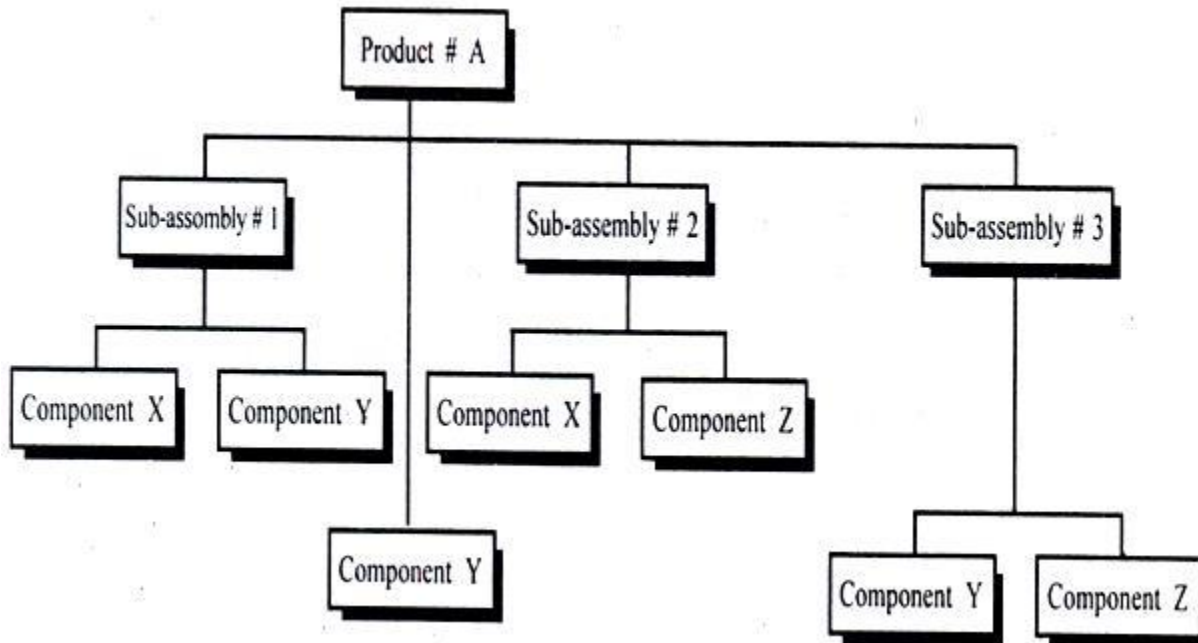 Product # A
Sub-assombly # 1
Sub-assembly # 2
Sub-assembly # 3
Component X
Component Y
Component X
Component Z
Component Y
Component Y
Component Z